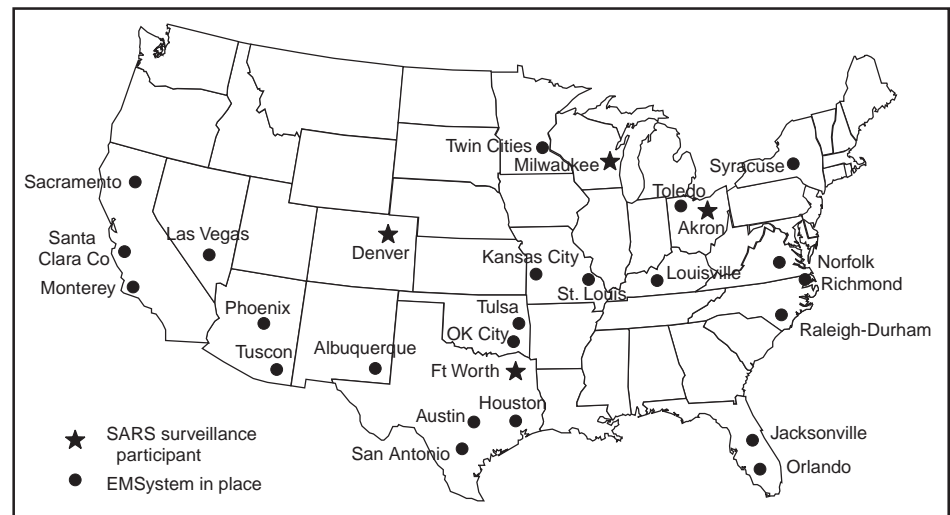 Twin Cities
Milwaukee
Syracuse
Sacramento
Toledo
Akron
Las Vegas
Santa
Clara Co
Denver
Kansas City
Norfolk
Louisville
Richmond
Monterey
St. Louis
Phoenix
Tulsa
Raleigh-Durham
OK City
Tuscon
Albuquerque
Ft Worth
Houston
Austin
San Antonio
Jacksonville
Orlando
SARS surveillance
participant
EMSystem in place